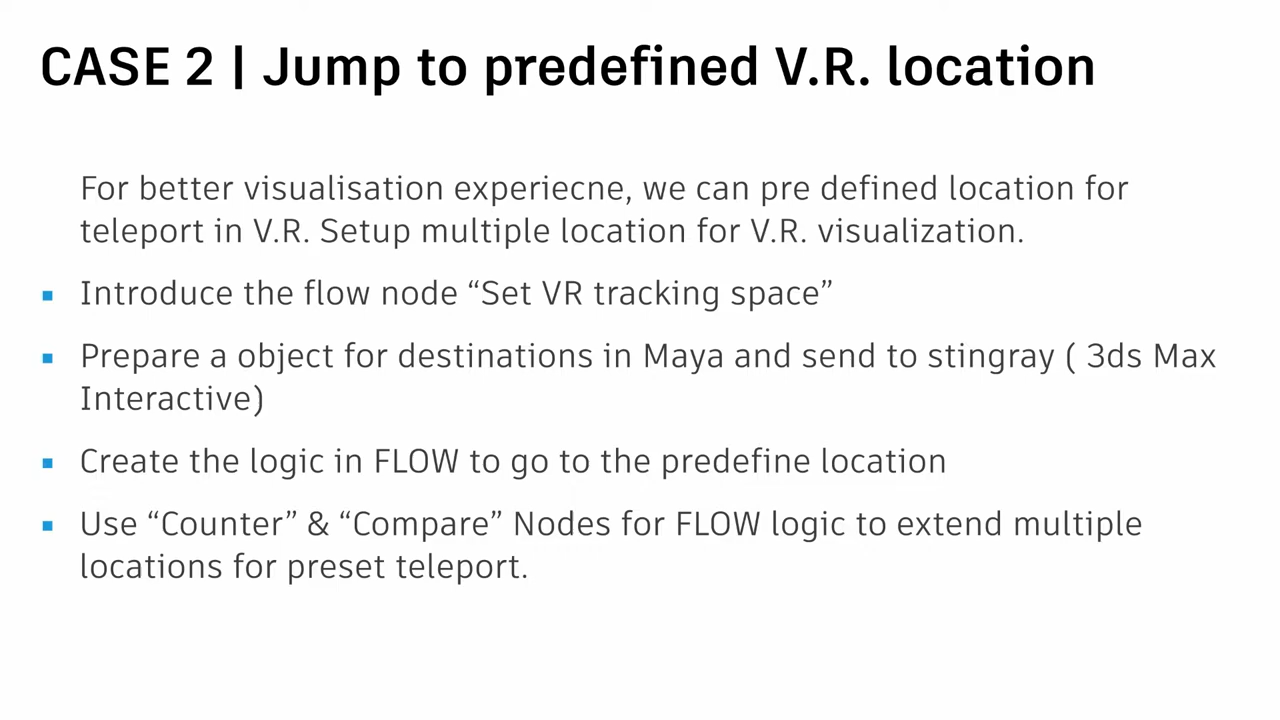 CASE 2 | Jump to predefined V.R. location
For better visualisation experiecne, we can pre defined location for
teleport in V.R. Setup multiple location for V.R. visualization.
▪ Introduce the flow node “Set VR tracking space”
▪ Prepare a object for destinations in Maya and send to stingray ( 3ds Max
Interactive)
▪ Create the logic in FLOW to go to the predefine location
▪ Use “Counter” & “Compare” Nodes for FLOW logic to extend multiple
locations for preset teleport.